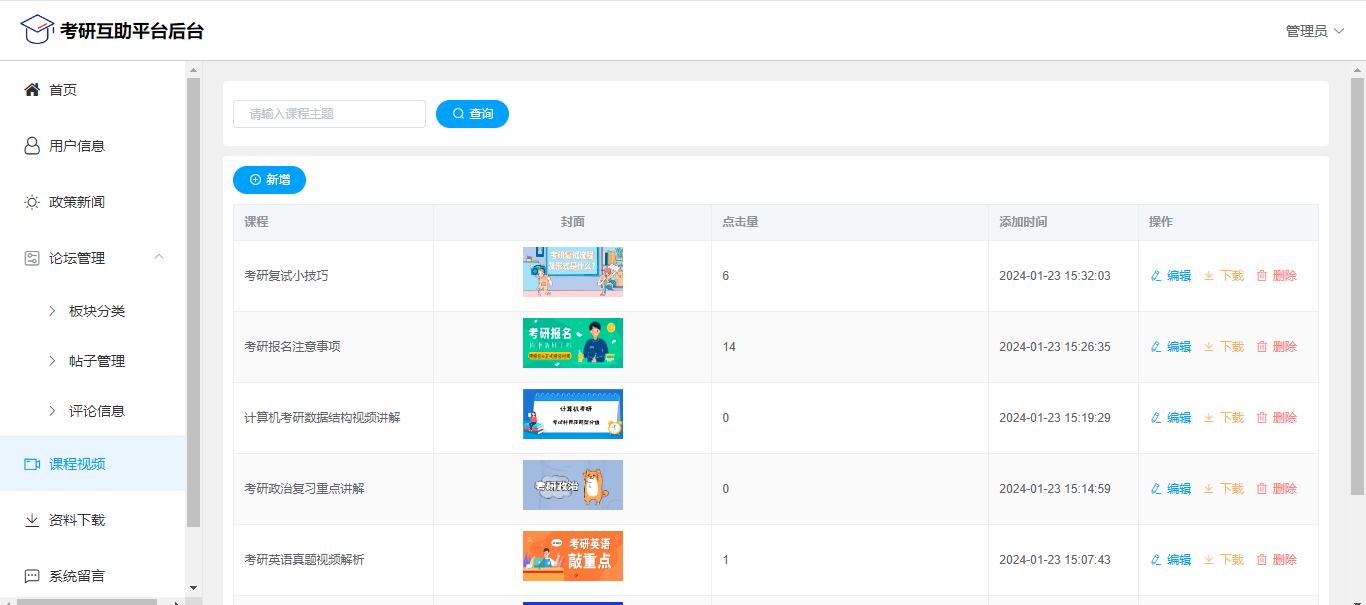 考研互助平台后台
管理员
首页
用户信息
政策新闻
论坛管理
板块分类
帖子管理
评论信息
课程视频
资料下载
系统留言
请输入课程主题
查询
新增
课程 封面 点击量 添加时间 操作
考研复试小技巧 考研复试流程 及形式是什么? 6 2024-01-23 15:32:03 编辑 下载 删除
考研报名注意事项 考研报名 14 2024-01-23 15:26:35 编辑 下载 删除
计算机考研数据结构视频讲解 计算机考研 0 2024-01-23 15:19:29 编辑 下载 删除
考研政治复习重点讲解 考研政治 0 2024-01-23 15:14:59 编辑 下载 删除
考研英语真题视频解析 考研英语 敲重点 1 2024-01-23 15:07:43 编辑 下载 删除